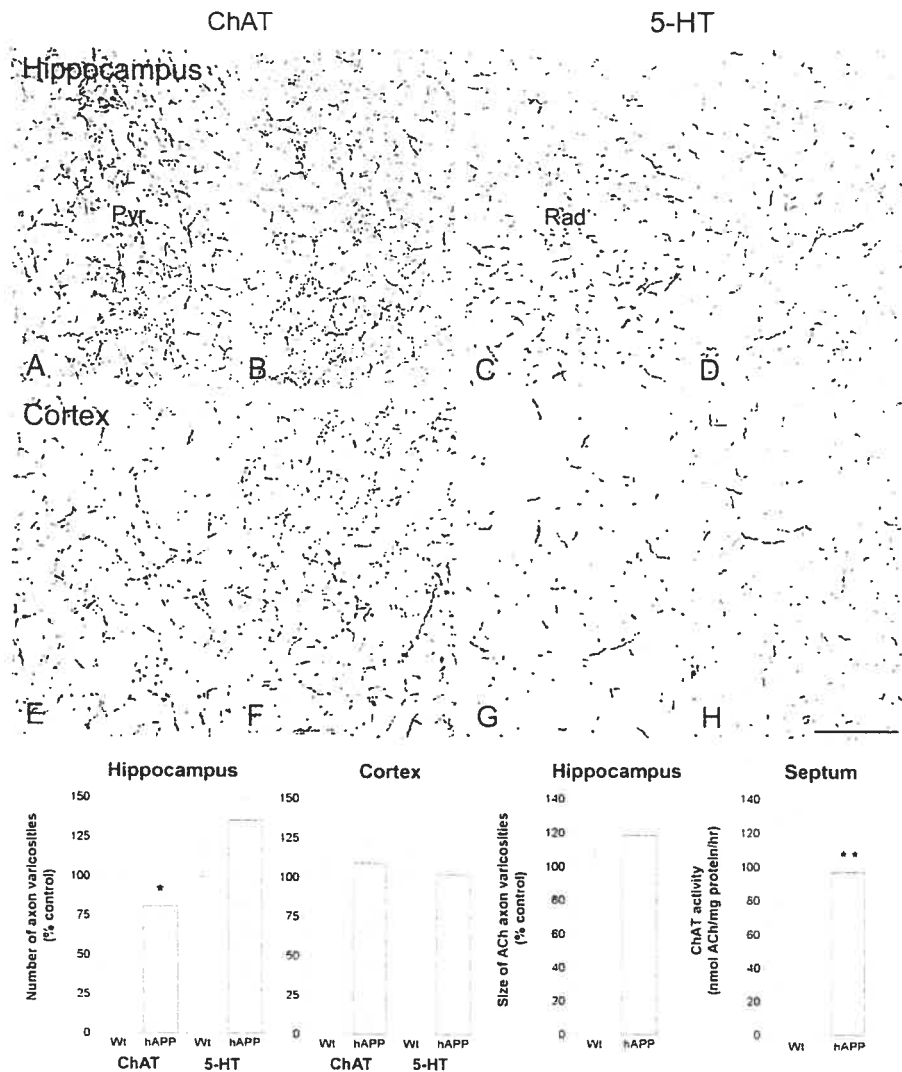 ChAT 5-HT
Hippocampus
Pyr
Rad
A B C D
Cortex
E F G H
Hippocampus Cortex Hippocampus Septum
Number of axon varicosities
(% control)
150
125
100
75
50
25
0
*
Wt hAPP Wt hAPP
ChAT 5-HT
150
125
100
75
50
25
0
Wt hAPP Wt hAPP
ChAT 5-HT
Size of ACh varicosities
(% control)
140
120
100
80
60
40
20
0
Wt hAPP
ChAT activity
(nmol ACh/mg protein/hr)
140
120
100
80
60
40
20
0
**
Wt hAPP